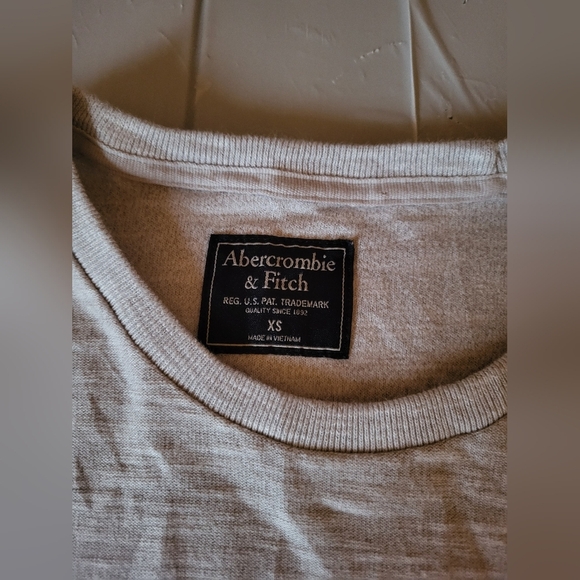 Abercrombie
& Fitch
REG. U.S. PAT. TRADEMARK
QUALITY SINCE 1892
XS
MADE IN VIETNAM